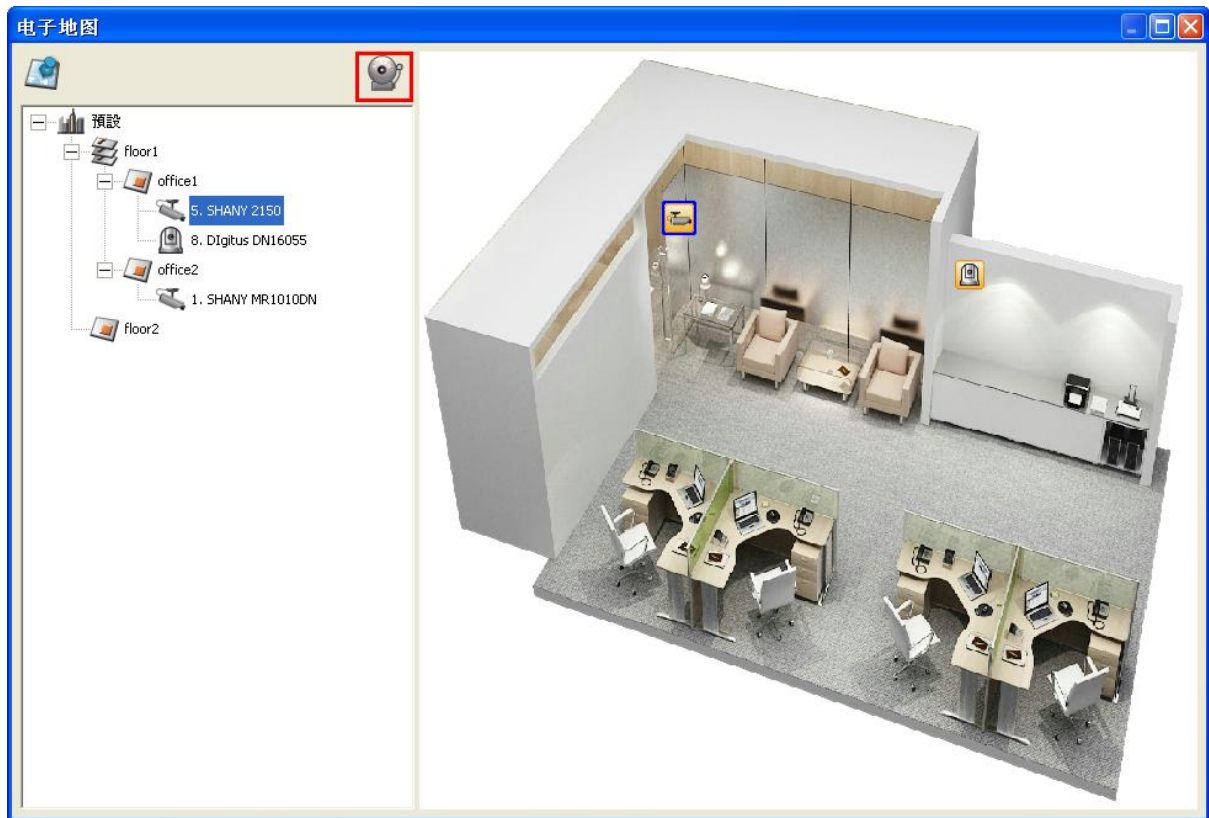 电子地图
預設
floor1
office1
5. SHANY 2150
8. DIgitus DN16055
office2
1. SHANY MR1010DN
floor2